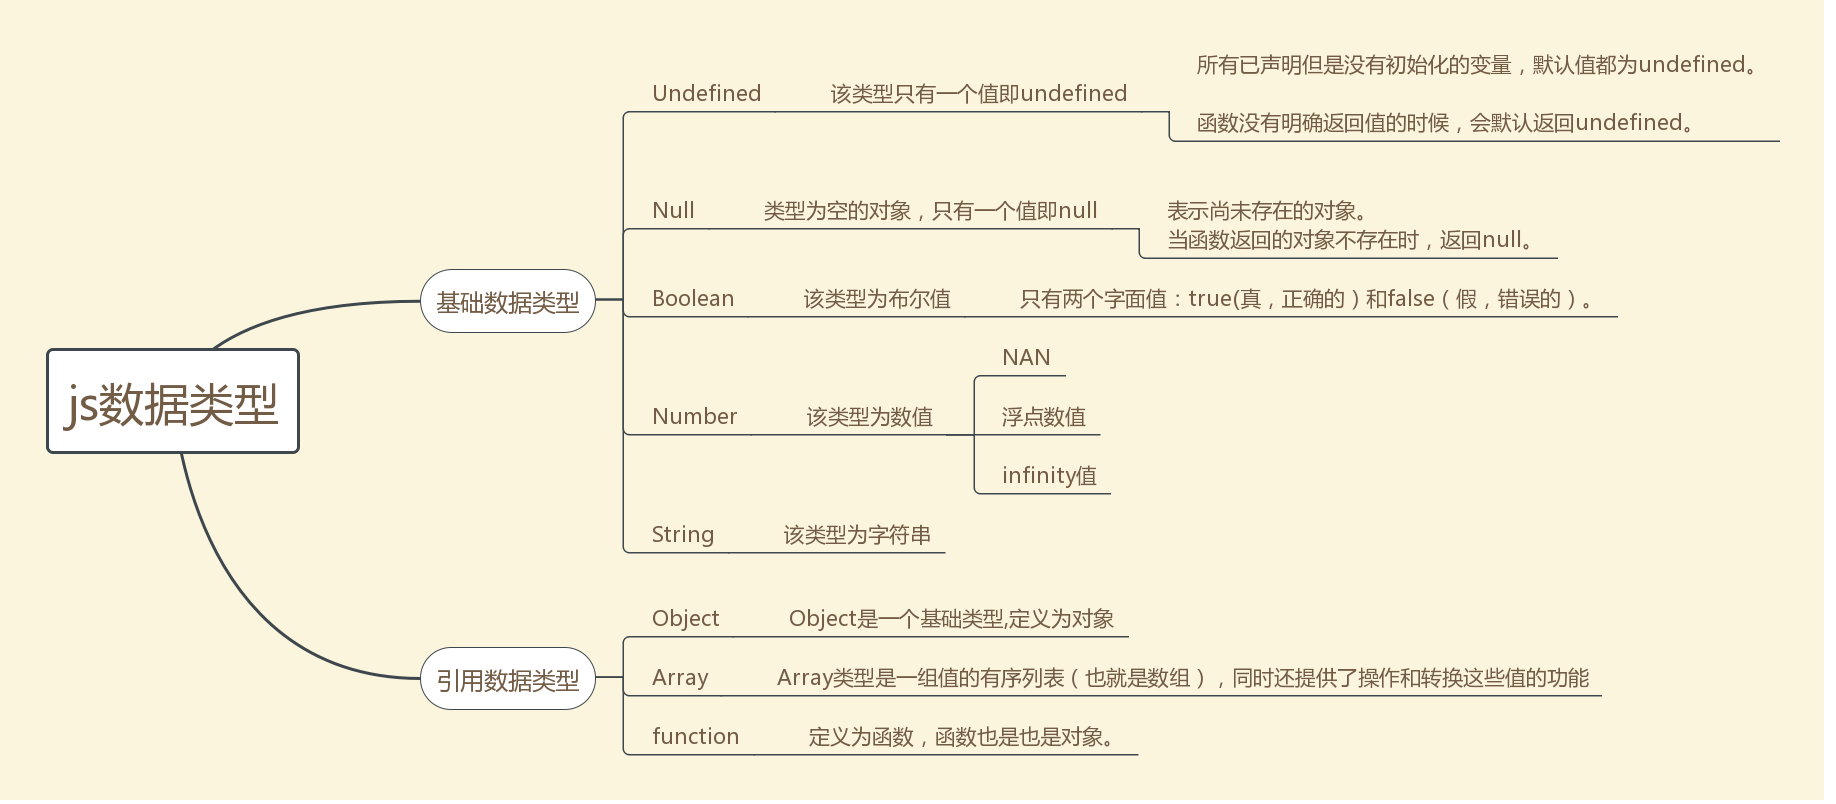 js数据类型
基础数据类型
Undefined
该类型只有一个值即undefined
所有已声明但是没有初始化的变量，默认值都为undefined。
函数没有明确返回值的时候，会默认返回undefined。
Null
类型为空的对象，只有一个值即null
表示尚未存在的对象。
当函数返回的对象不存在时，返回null。
Boolean
该类型为布尔值
只有两个字面值：true(真，正确的）和false（假，错误的）。
Number
该类型为数值
NAN
浮点数值
infinity值
String
该类型为字符串
引用数据类型
Object
Object是一个基础类型,定义为对象
Array
Array类型是一组值的有序列表（也就是数组），同时还提供了操作和转换这些值的功能
function
定义为函数，函数也是也是对象。